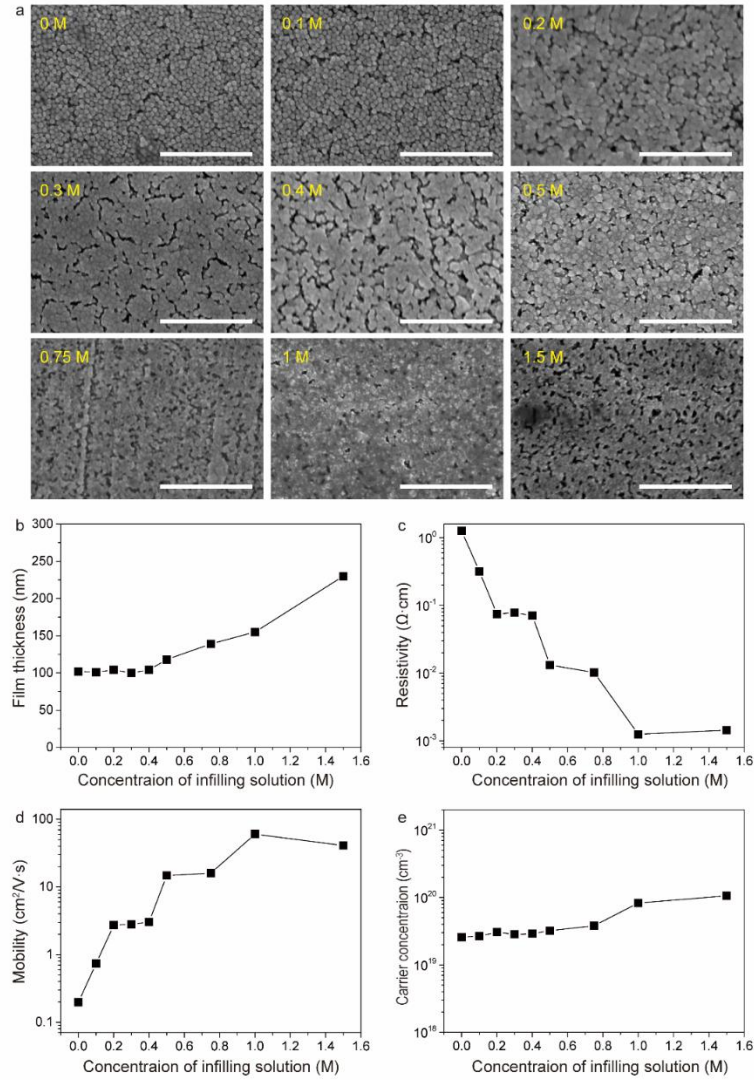 a
0 M
0.1 M
0.2 M
0.3 M
0.4 M
0.5 M
0.75 M
1 M
1.5 M
b
300
250
200
150
100
50
0
Film thickness (nm)
0.0 0.2 0.4 0.6 0.8 1.0 1.2 1.4 1.6
Concentraion of infilling solution (M)
c
10⁰
10⁻¹
10⁻²
10⁻³
Resistivity (Ω·cm)
0.0 0.2 0.4 0.6 0.8 1.0 1.2 1.4 1.6
Concentraion of infilling solution (M)
d
100
10
1
0.1
Mobility (cm²/V·s)
0.0 0.2 0.4 0.6 0.8 1.0 1.2 1.4 1.6
Concentraion of infilling solution (M)
e
10²¹
10²⁰
10¹⁹
10¹⁸
Carrier concentraion (cm⁻³)
0.0 0.2 0.4 0.6 0.8 1.0 1.2 1.4 1.6
Concentraion of infilling solution (M)